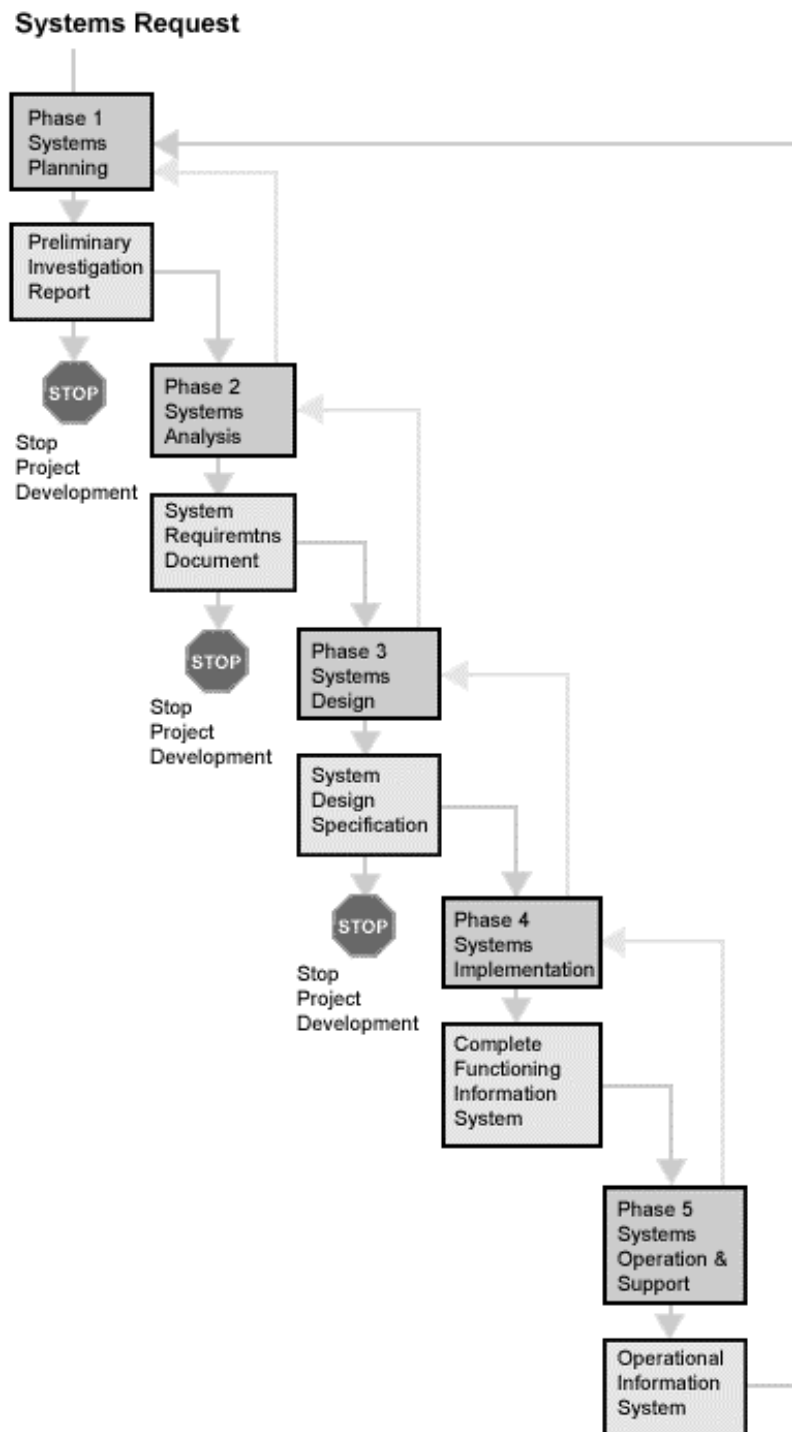 Systems Request
Phase 1
Systems
Planning
Preliminary
Investigation
Report
STOP
Stop
Project
Development
Phase 2
Systems
Analysis
System
Requiremtns
Document
STOP
Stop
Project
Development
Phase 3
Systems
Design
System
Design
Specification
STOP
Stop
Project
Development
Phase 4
Systems
Implementation
Complete
Functioning
Information
System
Phase 5
Systems
Operation &
Support
Operational
Information
System